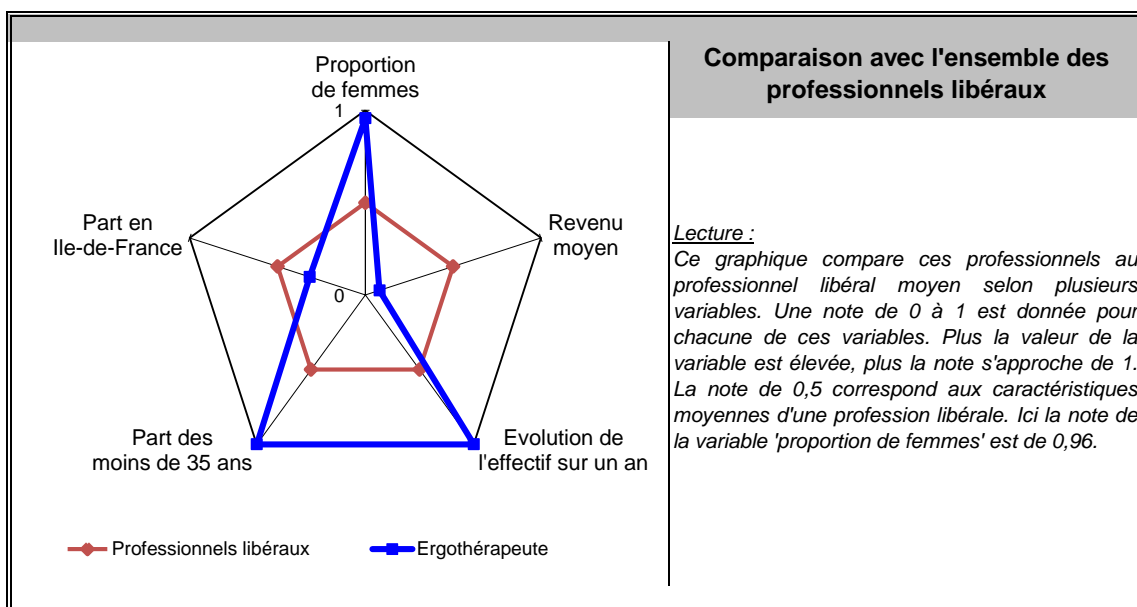 Comparaison avec l'ensemble des
professionnels libéraux
Proportion
de femmes
1
Revenu
moyen
Part en
Ile-de-France
0
Part des
moins de 35 ans
Evolution de
l'effectif sur un an
Professionnels libéraux
Ergothérapeute
Lecture :
Ce graphique compare ces professionnels au
professionnel libéral moyen selon plusieurs
variables. Une note de 0 à 1 est donnée pour
chacune de ces variables. Plus la valeur de la
variable est élevée, plus la note s'approche de 1.
La note de 0,5 correspond aux caractéristiques
moyennes d'une profession libérale. Ici la note de
la variable 'proportion de femmes' est de 0,96.